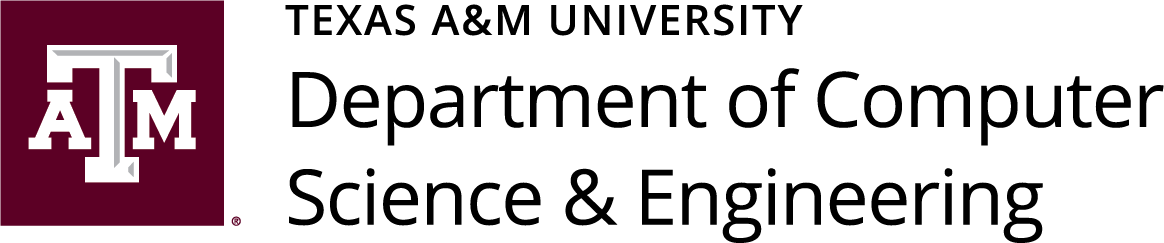 ATM
®
TEXAS A&M UNIVERSITY
Department of Computer
Science & Engineering